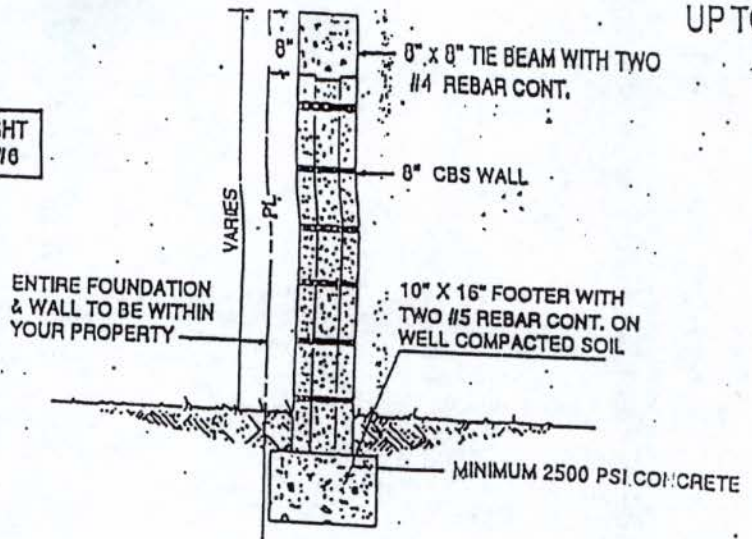 UP TO
8"
8" X 8" TIE BEAM WITH TWO
#4 REBAR CONT.
8" CBS WALL
VARIES
PL
ENTIRE FOUNDATION
& WALL TO BE WITHIN
YOUR PROPERTY
10" X 16" FOOTER WITH
TWO #5 REBAR CONT. ON
WELL COMPACTED SOIL
MINIMUM 2500 PSI CONCRETE